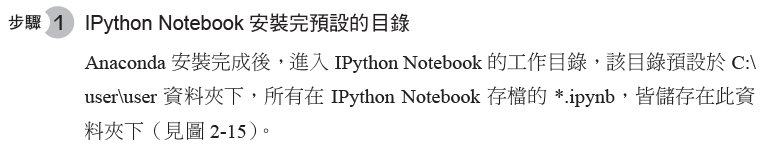 步驟 1 IPython Notebook 安裝完預設的目錄
Anaconda 安裝完成後，進入 IPython Notebook 的工作目錄，該目錄預設於 C:\
user\user 資料夾下，所有在 IPython Notebook 存檔的 *.ipynb，皆儲存在此資
料夾下（見圖 2-15）。